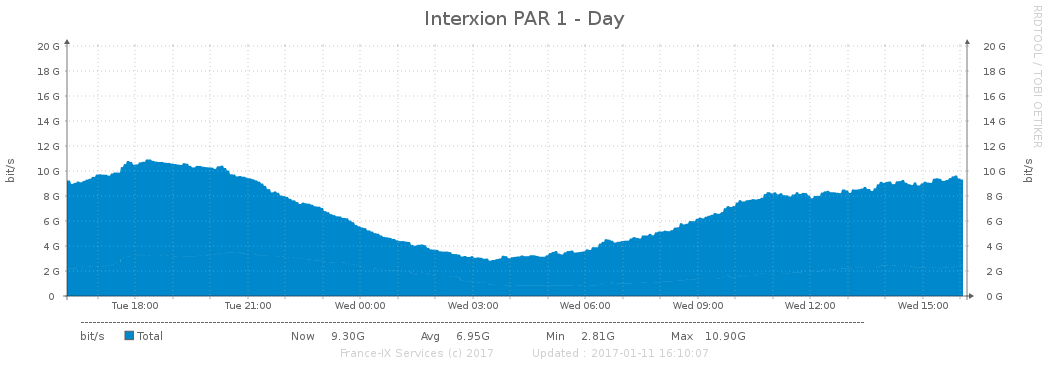 Interxion PAR 1 - Day
RRDTOOL / TOBI OETIKER
bit/s
20 G
18 G
16 G
14 G
12 G
10 G
8 G
6 G
4 G
2 G
0
20 G
18 G
16 G
14 G
12 G
10 G
8 G
6 G
4 G
2 G
0 G
bit/s
Tue 18:00 Tue 21:00 Wed 00:00 Wed 03:00 Wed 06:00 Wed 09:00 Wed 12:00 Wed 15:00
bit/s Total Now 9.30G Avg 6.95G Min 2.81G Max 10.90G
France-IX Services (c) 2017 Updated : 2017-01-11 16:10:07